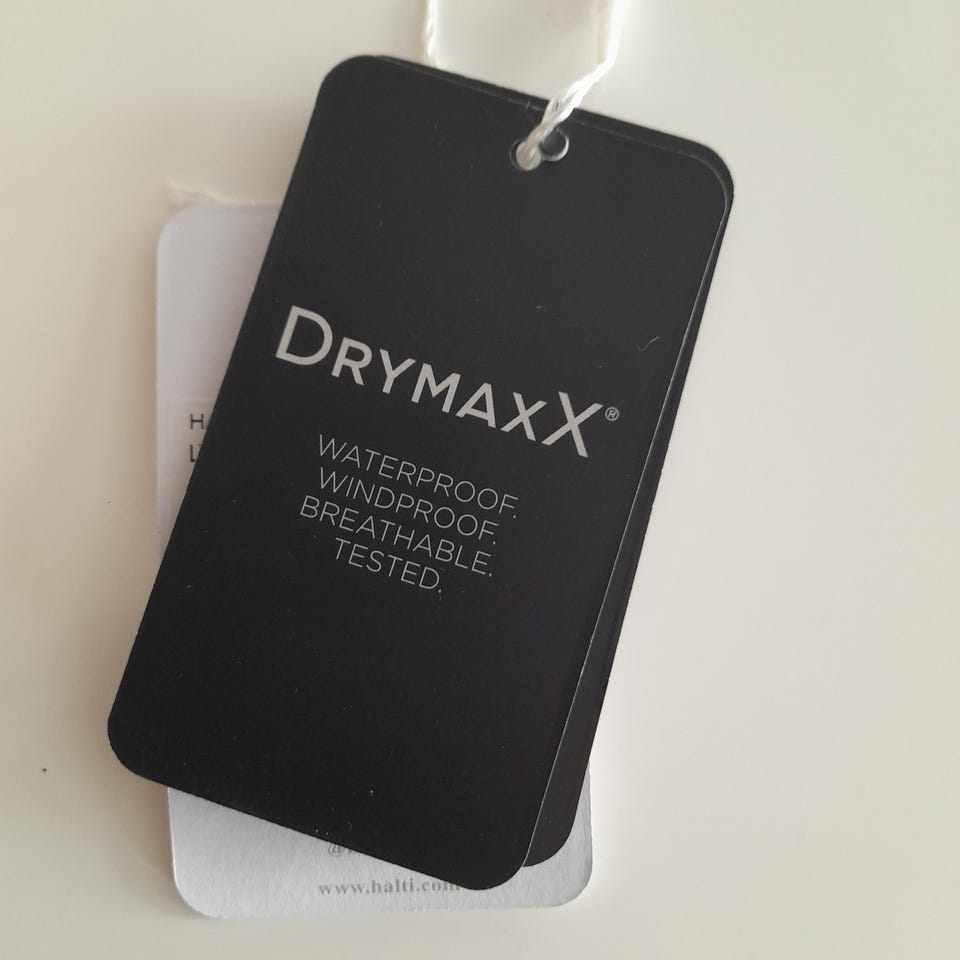 DRYMAXX®
WATERPROOF.
WINDPROOF.
BREATHABLE.
TESTED.
www.halti.com